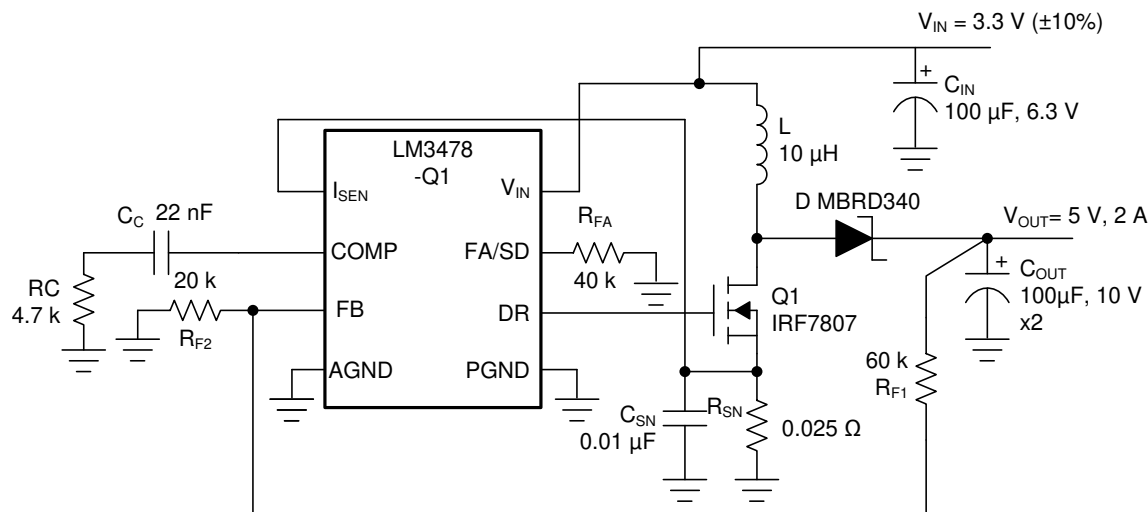 V_IN = 3.3 V (±10%)
C_IN
100 µF, 6.3 V
+
L
10 µH
LM3478
-Q1
I_SEN
V_IN
COMP
FA/SD
FB
DR
AGND
PGND
C_C 22 nF
RC
4.7 k
20 k
R_F2
R_FA
40 k
D MBRD340
V_OUT= 5 V, 2 A
+
C_OUT
100µF, 10 V
x2
Q1
IRF7807
60 k
R_F1
C_SN
0.01 µF
R_SN
0.025 Ω